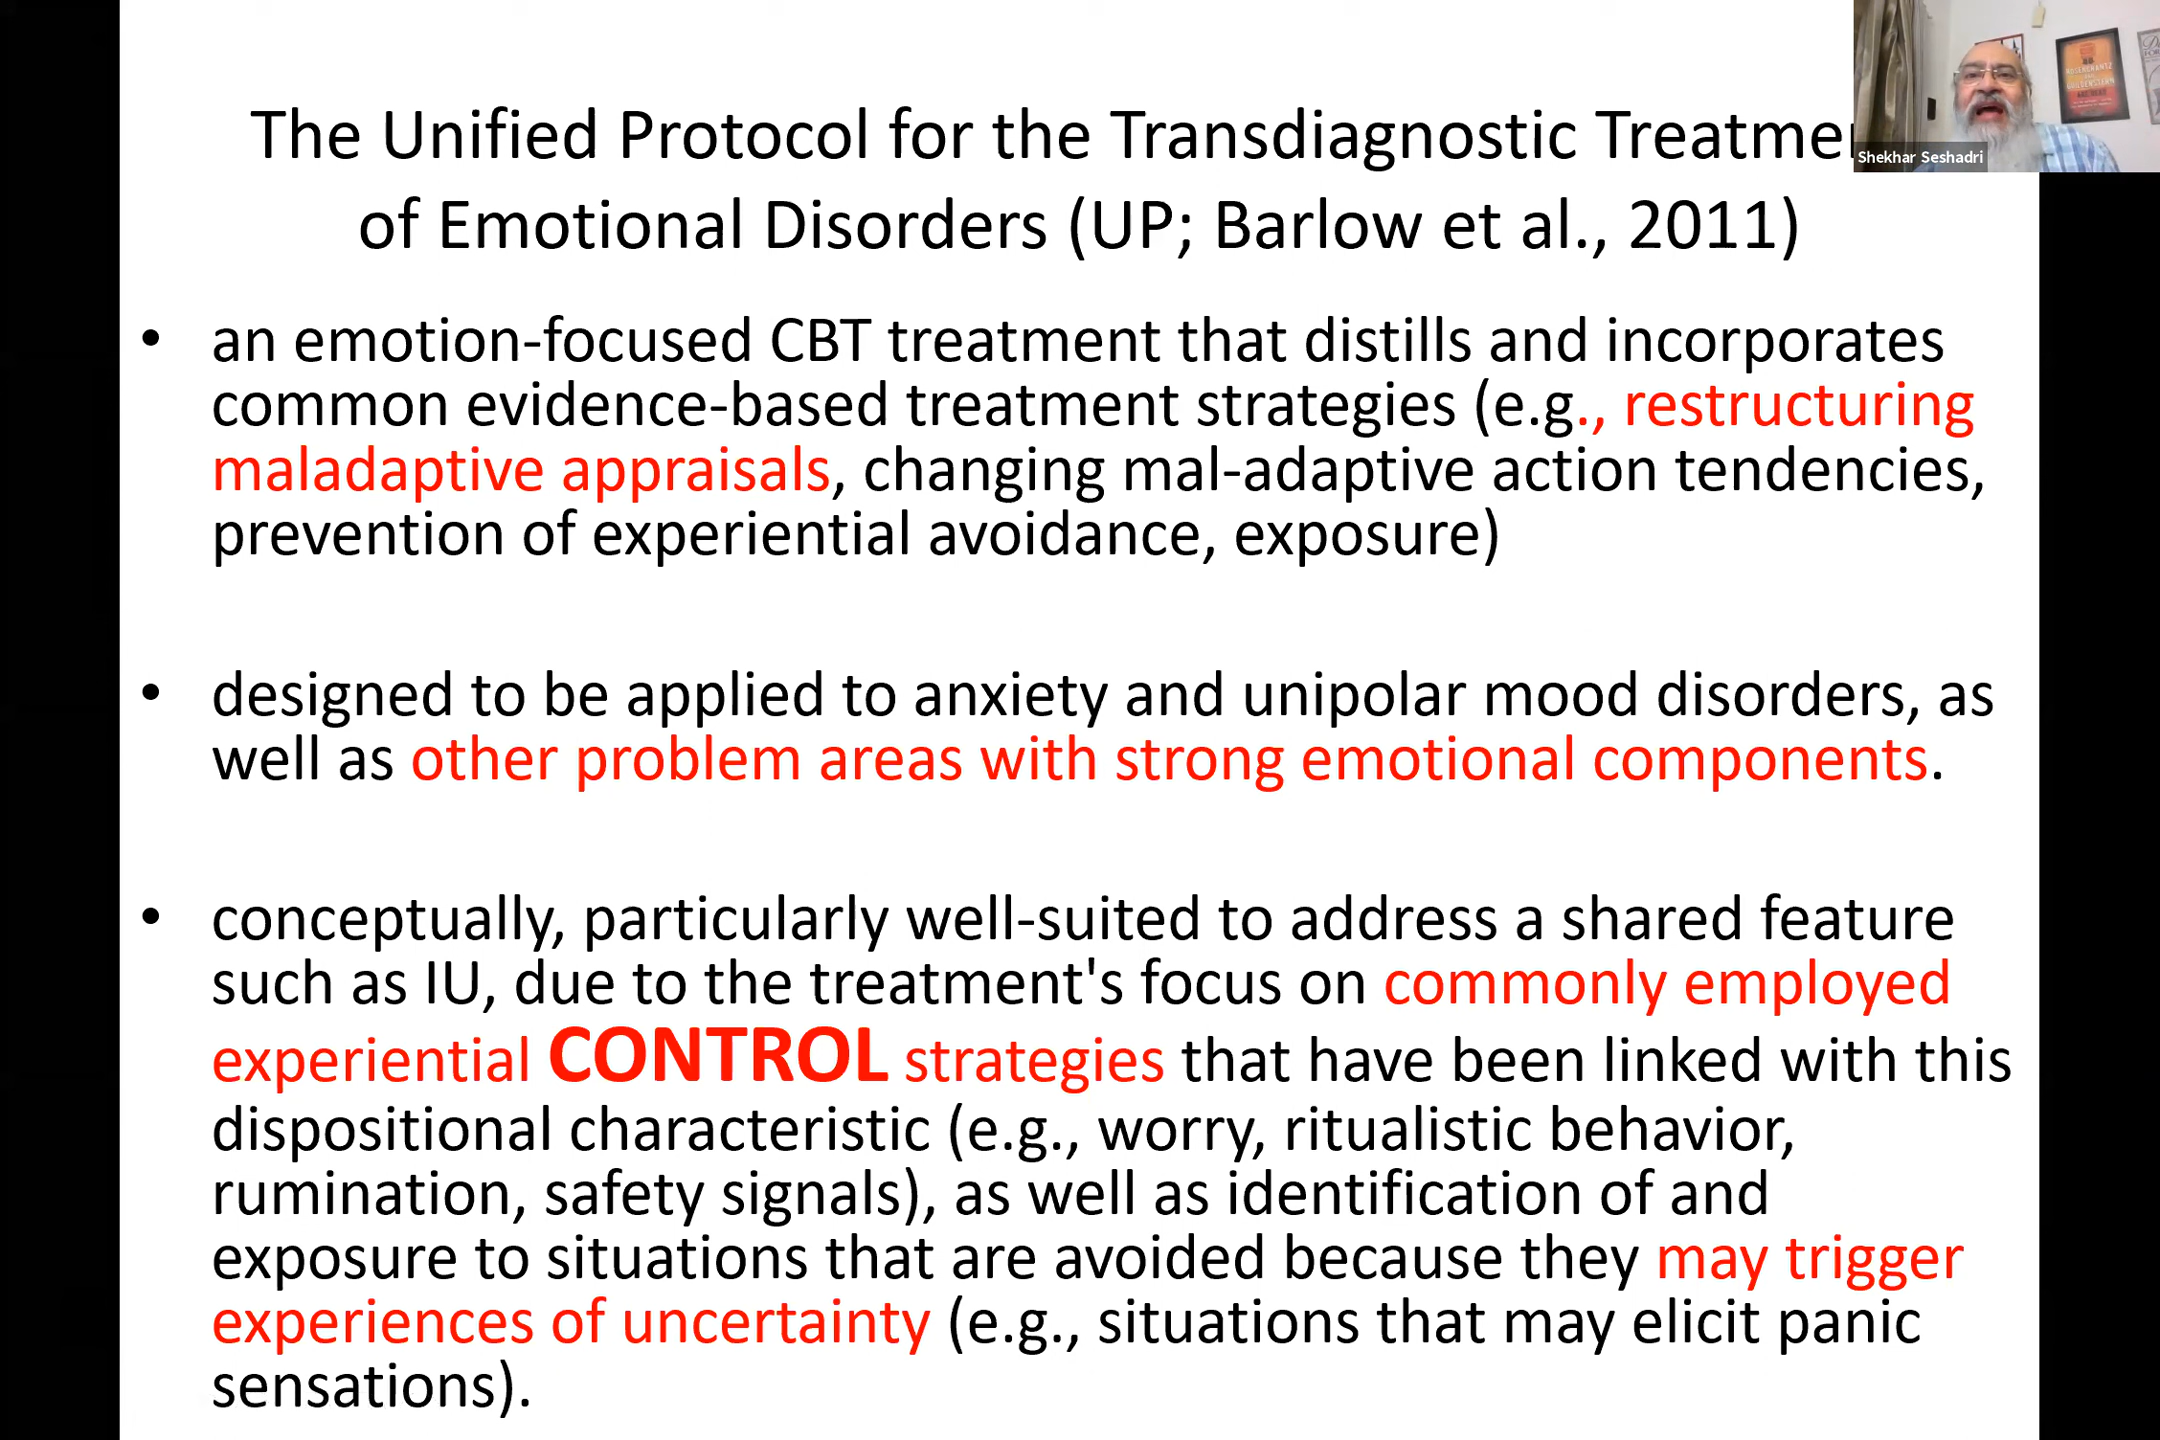 The Unified Protocol for the Transdiagnostic Treatme
of Emotional Disorders (UP; Barlow et al., 2011)
• an emotion-focused CBT treatment that distills and incorporates
common evidence-based treatment strategies (e.g., restructuring
maladaptive appraisals, changing mal-adaptive action tendencies,
prevention of experiential avoidance, exposure)
• designed to be applied to anxiety and unipolar mood disorders, as
well as other problem areas with strong emotional components.
• conceptually, particularly well-suited to address a shared feature
such as IU, due to the treatment's focus on commonly employed
experiential CONTROL strategies that have been linked with this
dispositional characteristic (e.g., worry, ritualistic behavior,
rumination, safety signals), as well as identification of and
exposure to situations that are avoided because they may trigger
experiences of uncertainty (e.g., situations that may elicit panic
sensations).
ROSENCRANTZ
AND
GUILDENSTERN
ARE DEAD
Shekhar Seshadri